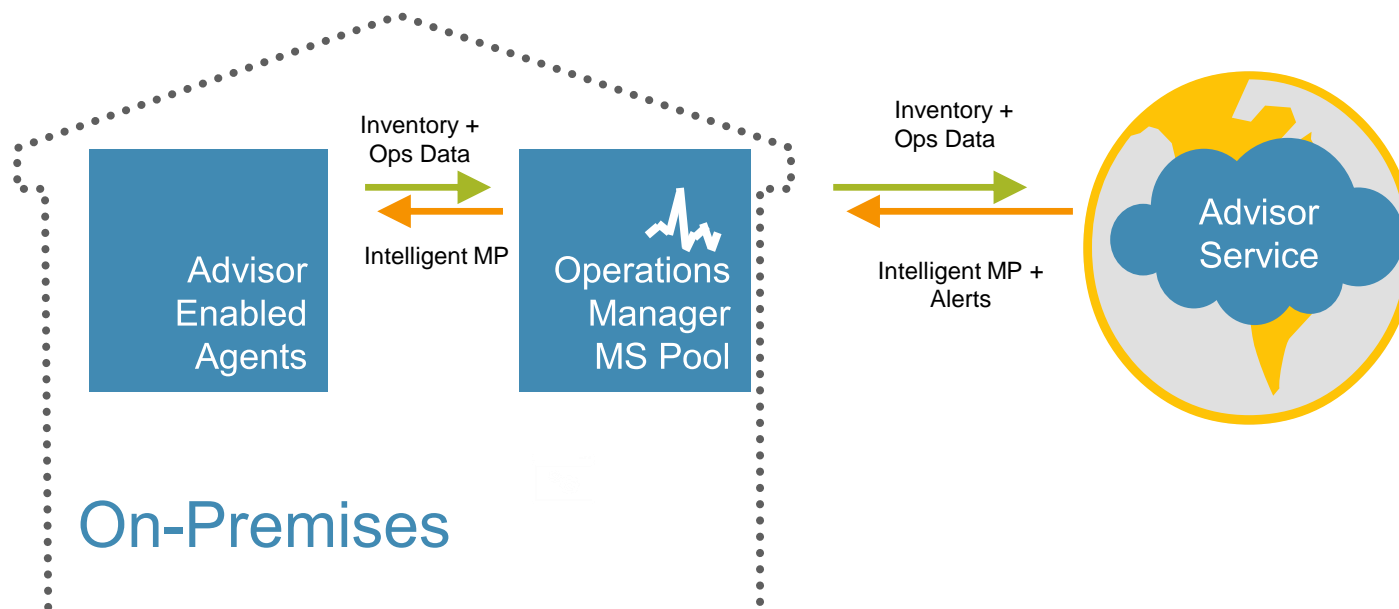 Inventory +
Ops Data
Intelligent MP
Advisor
Enabled
Agents
Operations
Manager
MS Pool
Inventory +
Ops Data
Intelligent MP +
Alerts
Advisor
Service
On-Premises